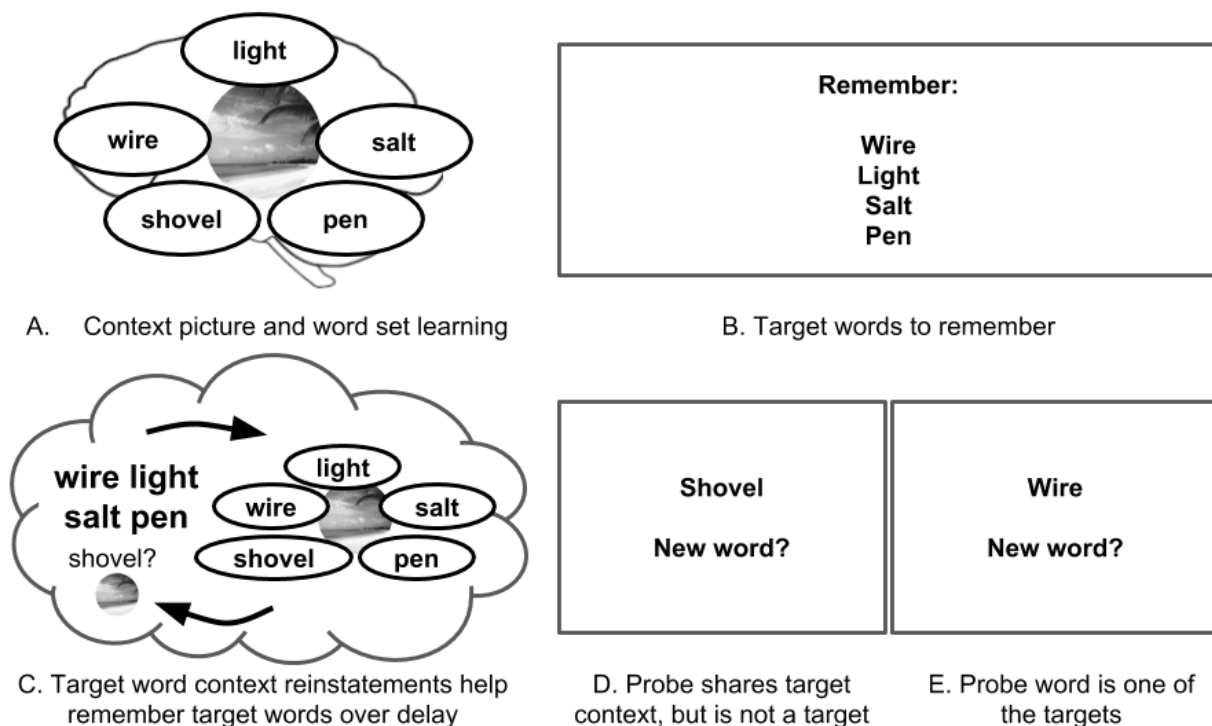 light
wire
salt
shovel
pen
A. Context picture and word set learning
Remember:
Wire
Light
Salt
Pen
B. Target words to remember
wire light
salt pen
shovel?
light
wire
salt
shovel
pen
C. Target word context reinstatements help
remember target words over delay
Shovel
New word?
D. Probe shares target
context, but is not a target
Wire
New word?
E. Probe word is one of
the targets